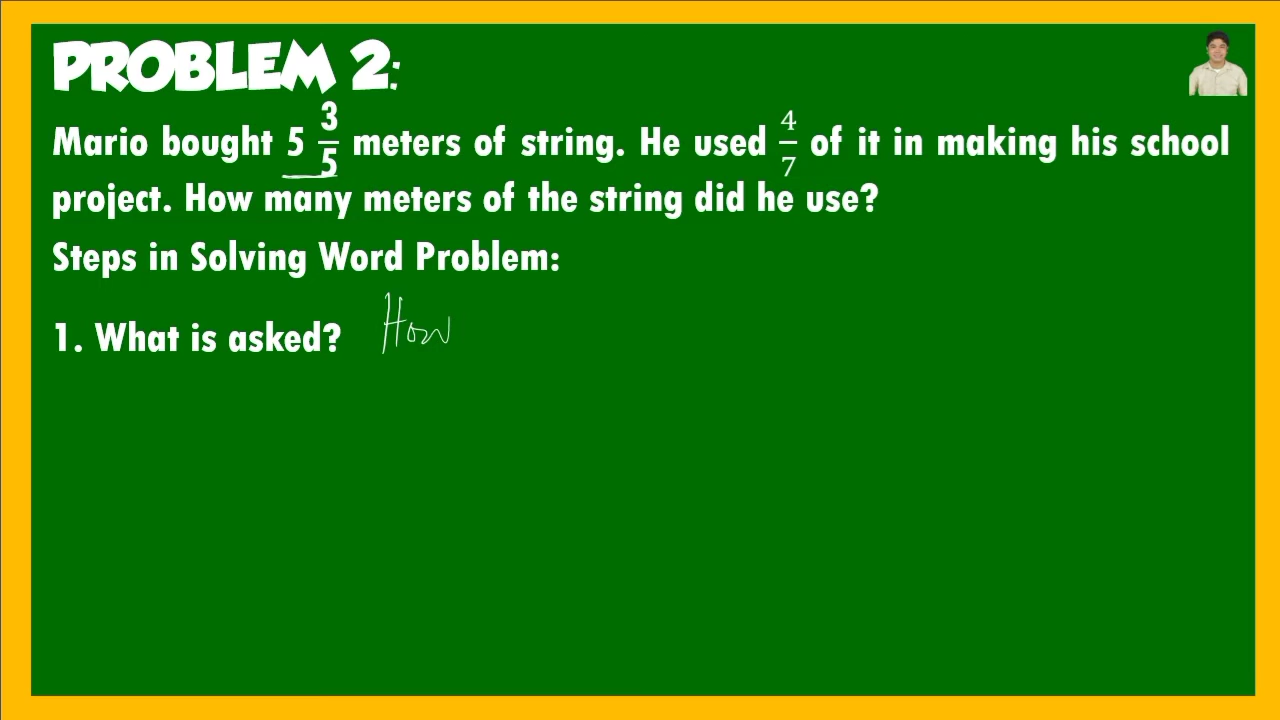 PROBLEM 2:
Mario bought 5 3/5 meters of string. He used 4/7 of it in making his school
project. How many meters of the string did he use?
Steps in Solving Word Problem:
1. What is asked? How